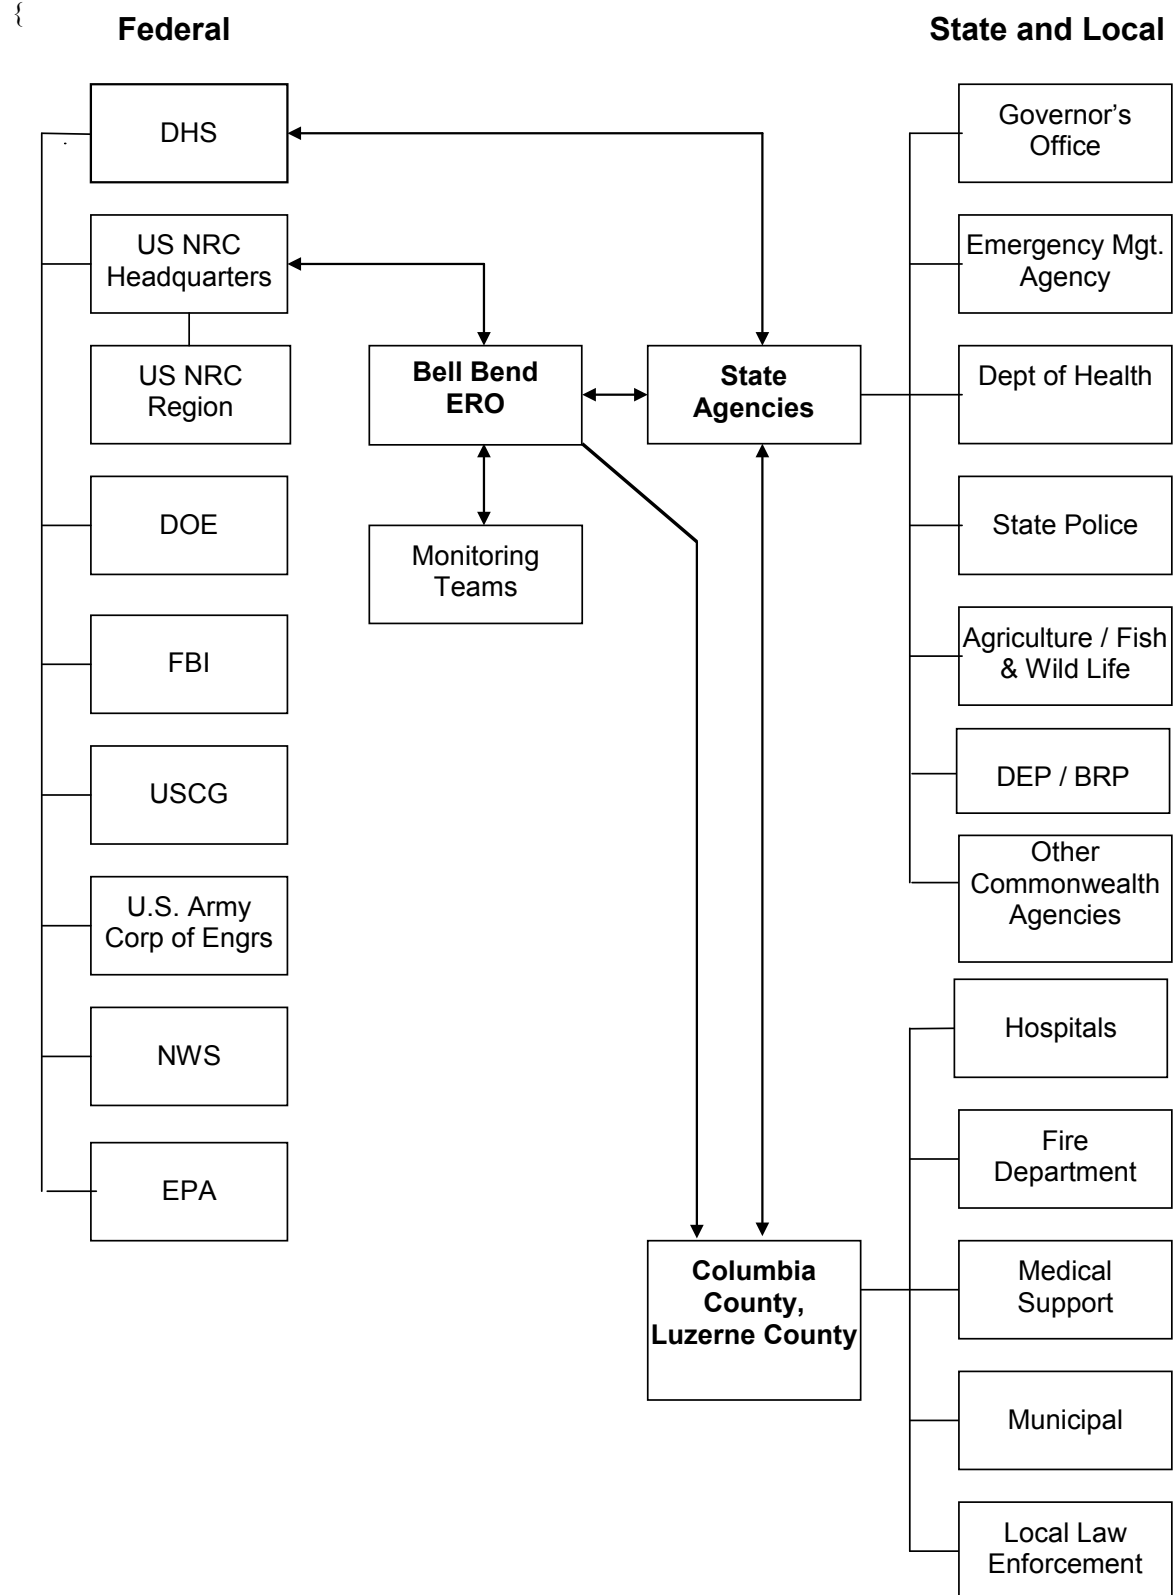 {
Federal
State and Local
DHS
US NRC
Headquarters
US NRC
Region
DOE
FBI
USCG
U.S. Army
Corp of Engrs
NWS
EPA
Bell Bend
ERO
Monitoring
Teams
State
Agencies
Columbia
County,
Luzerne County
Governor’s
Office
Emergency Mgt.
Agency
Dept of Health
State Police
Agriculture / Fish
& Wild Life
DEP / BRP
Other
Commonwealth
Agencies
Hospitals
Fire
Department
Medical
Support
Municipal
Local Law
Enforcement